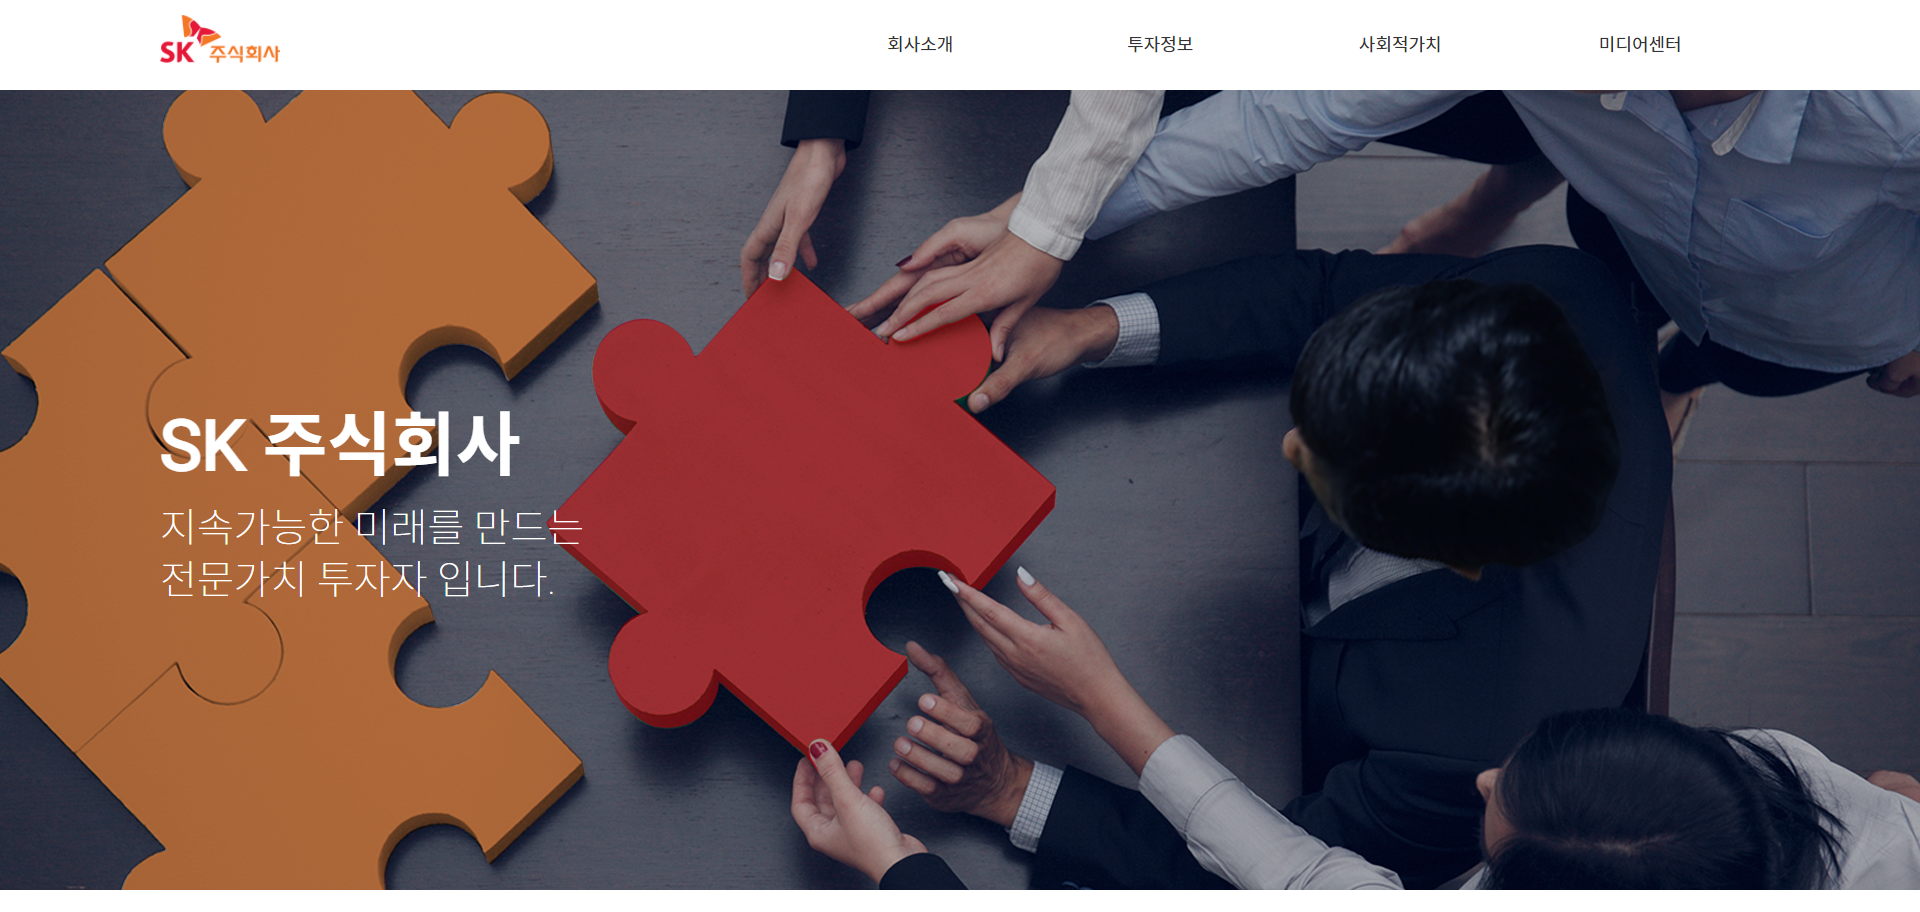 SK 주식회사
회사소개
투자정보
사회적가치
미디어센터
SK 주식회사
지속가능한 미래를 만드는
전문가치 투자자 입니다.